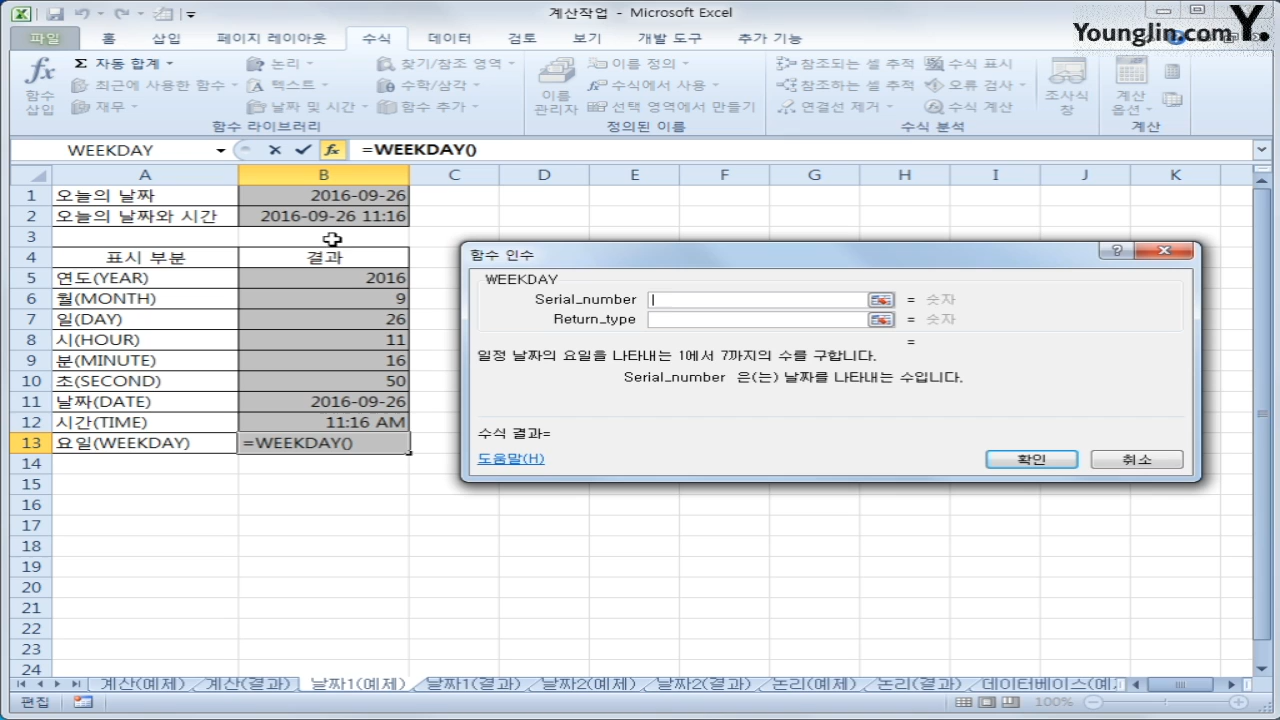 계산작업 - Microsoft Excel
YoungJin.com Y.
파일 홈 삽입 페이지 레이아웃 수식 데이터 검토 보기 개발 도구 추가 기능
fx 함수 삽입
Σ 자동 합계
최근에 사용한 함수
재무
논리
텍스트
날짜 및 시간
찾기/참조 영역
수학/삼각
함수 추가
함수 라이브러리
이름 관리자
이름 정의
수식에서 사용
선택 영역에서 만들기
정의된 이름
참조되는 셀 추적
참조하는 셀 추적
연결선 제거
수식 표시
오류 검사
수식 계산
조사식 창
수식 분석
계산 옵션
계산
WEEKDAY fx =WEEKDAY()
A B C D E F G H I J K
1 오늘의 날짜 2016-09-26
2 오늘의 날짜와 시간 2016-09-26 11:16
3
4 표시 부분 결과
5 연도(YEAR) 2016
6 월(MONTH) 9
7 일(DAY) 26
8 시(HOUR) 11
9 분(MINUTE) 16
10 초(SECOND) 50
11 날짜(DATE) 2016-09-26
12 시간(TIME) 11:16 AM
13 요일(WEEKDAY) =WEEKDAY()
14
15
16
17
18
19
20
21
22
23
24
함수 인수
WEEKDAY
Serial_number = 숫자
Return_type = 숫자
=
일정 날짜의 요일을 나타내는 1에서 7까지의 수를 구합니다.
Serial_number 은(는) 날짜를 나타내는 수입니다.
수식 결과=
도움말(H) 확인 취소
계산(예제) 계산(결과) 날짜1(예제) 날짜1(결과) 날짜2(예제) 날짜2(결과) 논리(예제) 논리(결과) 데이터베이스(예
편집 100%